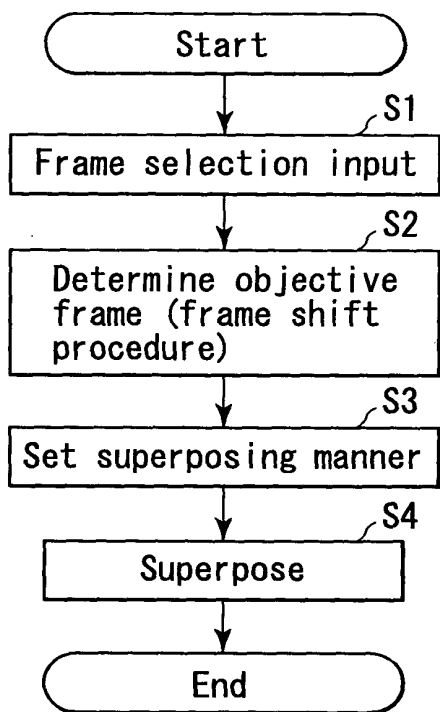 Start
S1
Frame selection input
S2
Determine objective
frame (frame shift
procedure)
S3
Set superposing manner
S4
Superpose
End